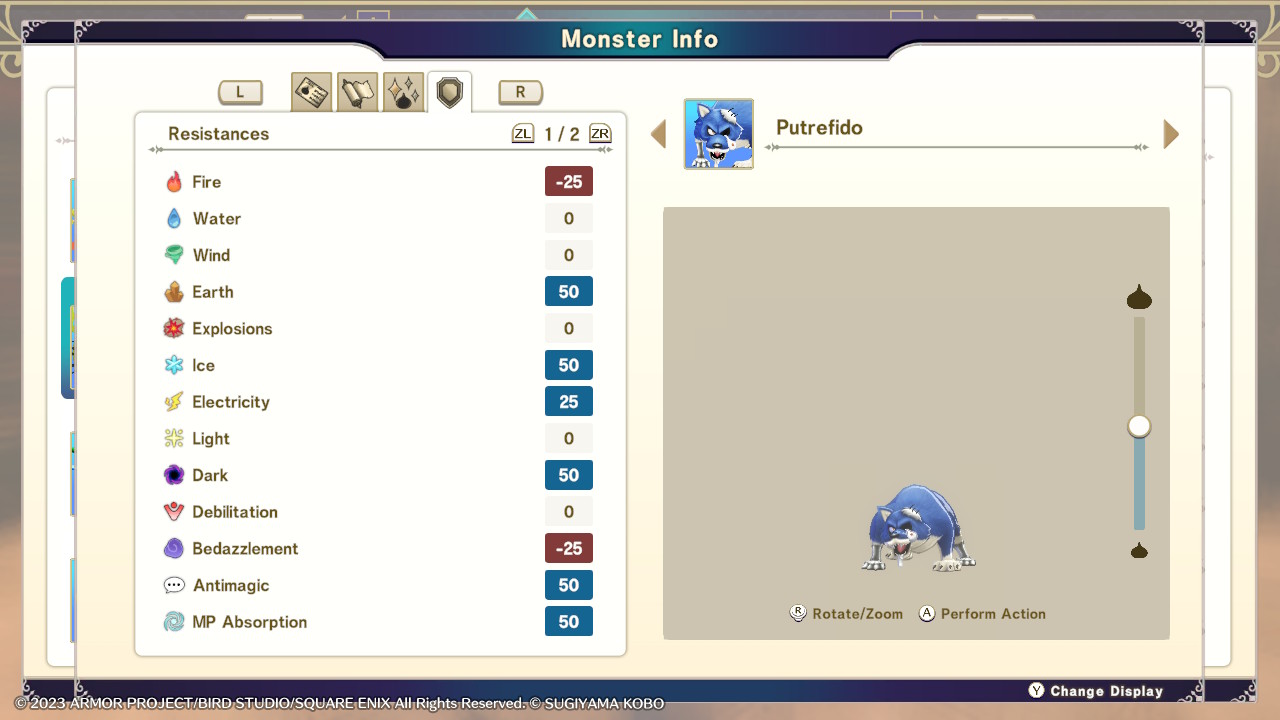 Monster Info
L
R
Resistances
ZL 1 / 2 ZR
Putrefido
Fire -25
Water 0
Wind 0
Earth 50
Explosions 0
Ice 50
Electricity 25
Light 0
Dark 50
Debilitation 0
Bedazzlement -25
Antimagic 50
MP Absorption 50
R Rotate/Zoom A Perform Action
Y Change Display
© 2023 ARMOR PROJECT/BIRD STUDIO/SQUARE ENIX All Rights Reserved. © SUGIYAMA KOBO